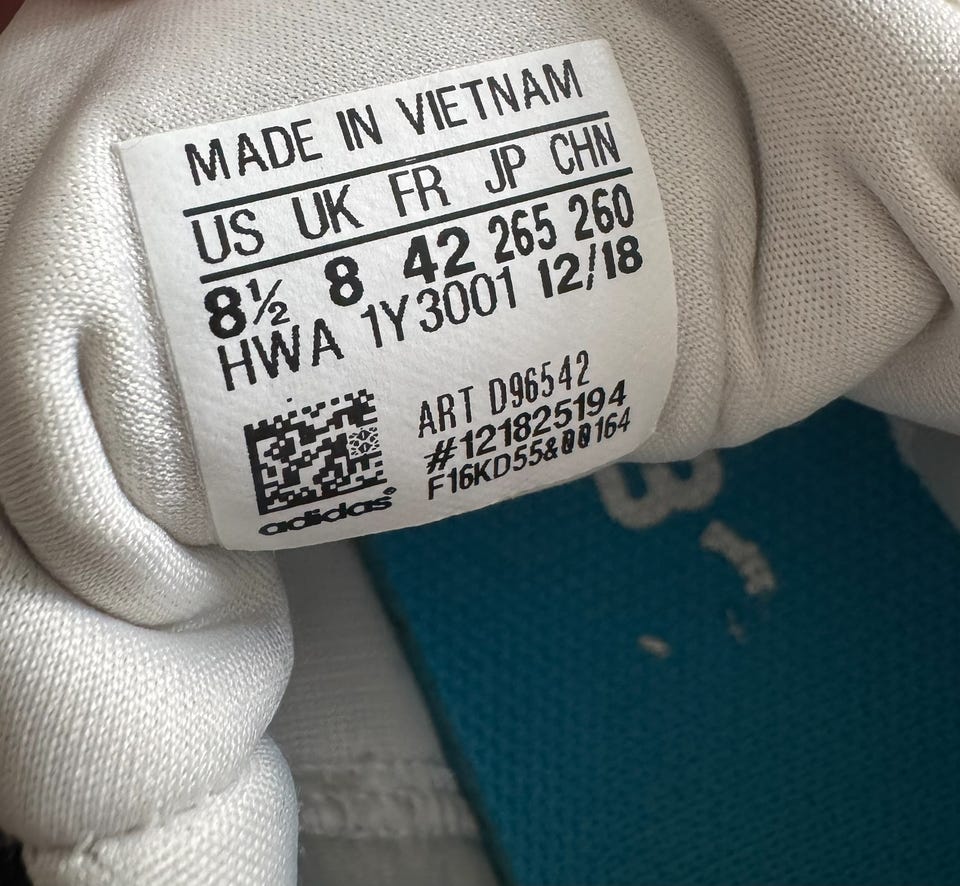 MADE IN VIETNAM
US UK FR JP CHN
8½ 8 42 265 260
HWA 1Y3001 12/18
ART D96542
#121825194
F16KD55&00164
adidas®